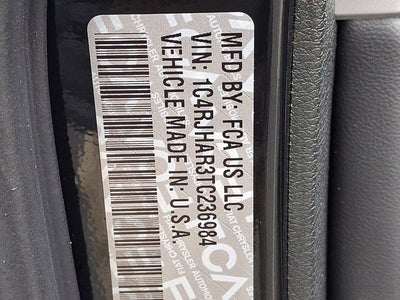 MFD BY: FCA US LLC
VIN: 1C4RJHAR3TC236984
VEHICLE MADE IN: U.S.A